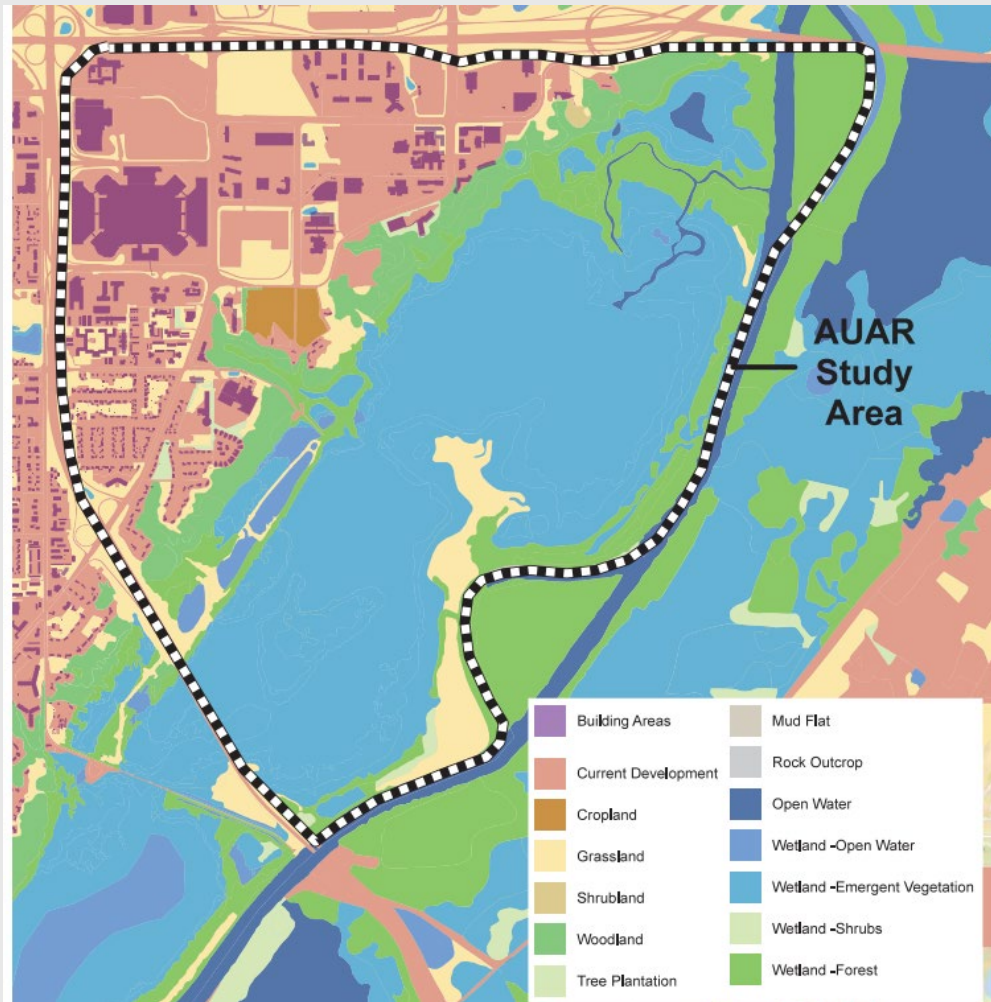 AUAR
Study
Area
Building Areas
Current Development
Cropland
Grassland
Shrubland
Woodland
Tree Plantation
Mud Flat
Rock Outcrop
Open Water
Wetland -Open Water
Wetland -Emergent Vegetation
Wetland -Shrubs
Wetland -Forest